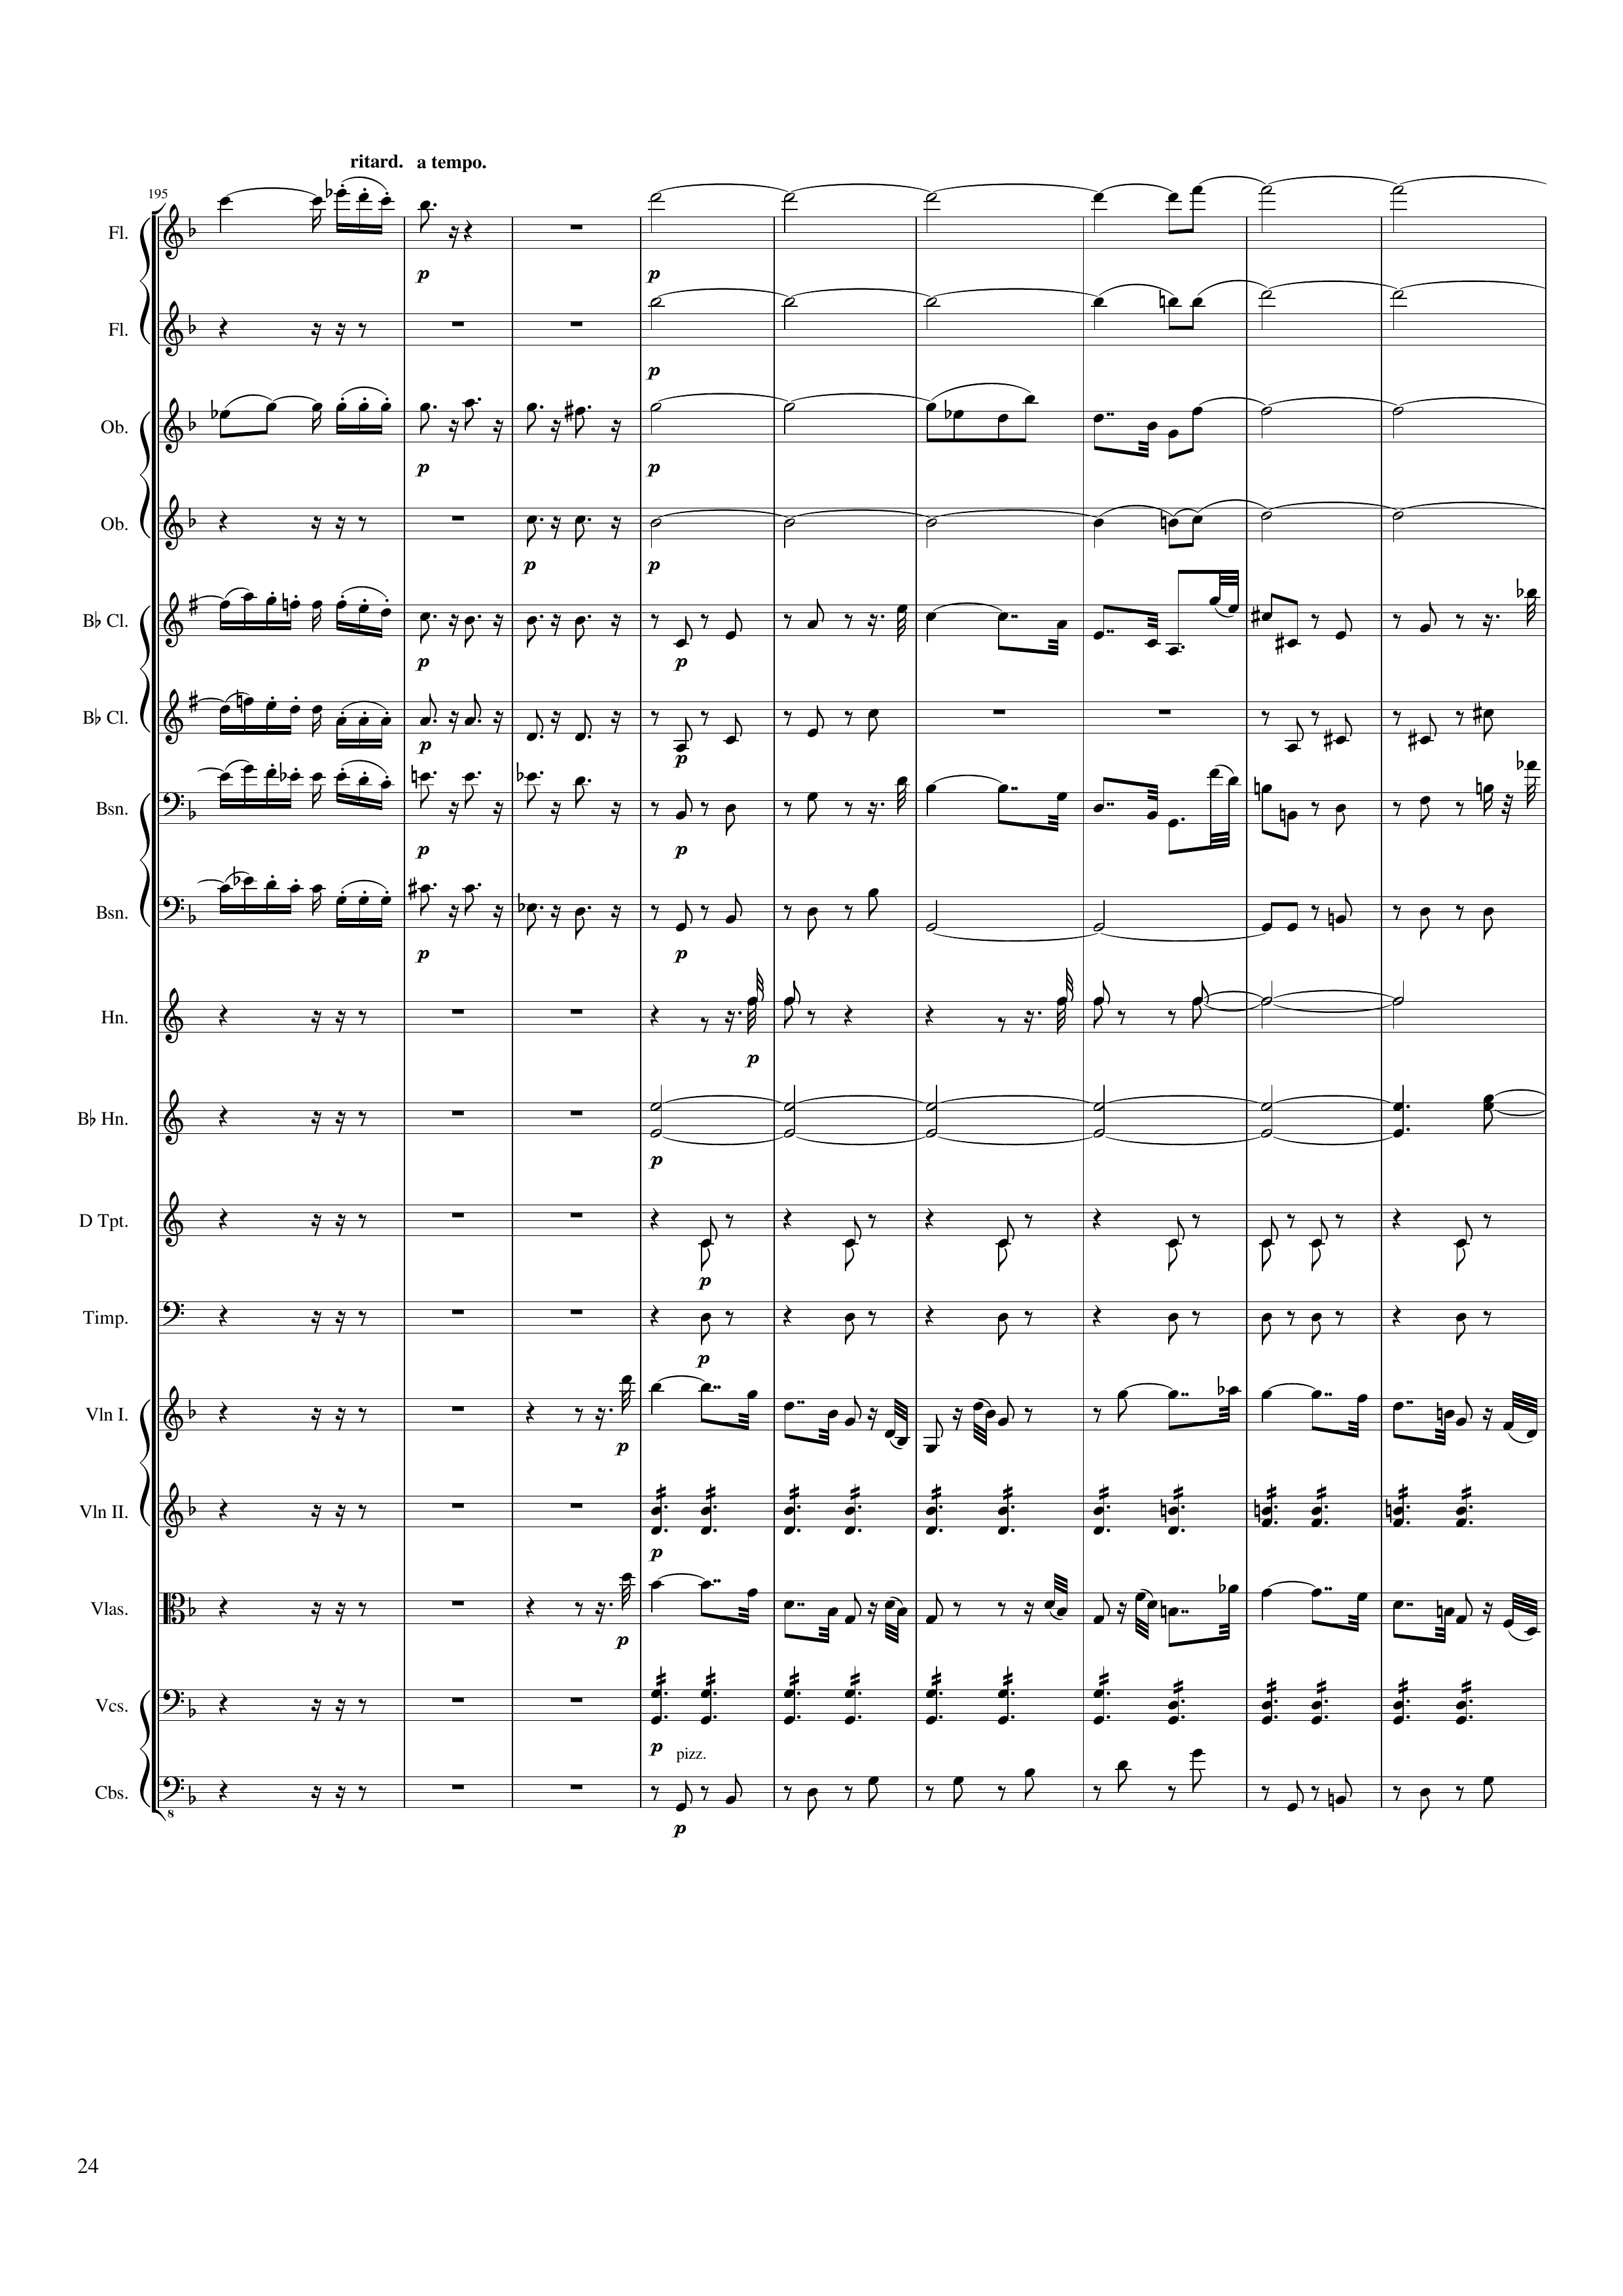 ritard. a tempo.
195
Fl.
p
p
Fl.
p
Ob.
p
p
Ob.
p
p
B♭ Cl.
p
p
B♭ Cl.
p
p
Bsn.
p
p
Bsn.
p
p
Hn.
p
B♭ Hn.
p
D Tpt.
p
Timp.
p
Vln I.
p
Vln II.
p
Vlas.
p
Vcs.
p
pizz.
Cbs.
8
p
24